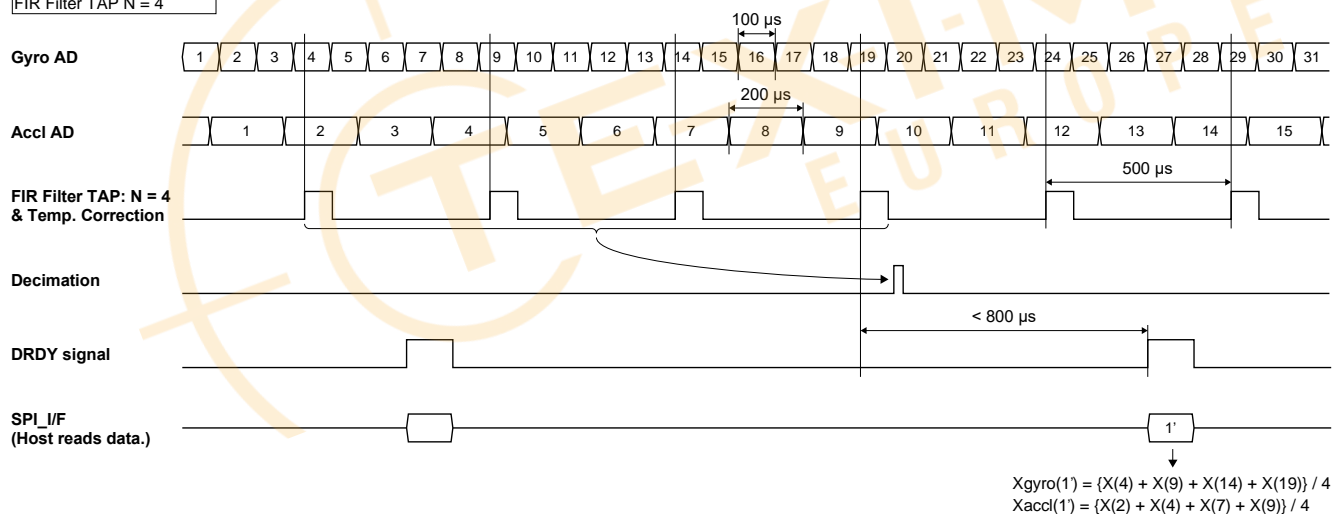 FIR Filter TAP N = 4
100 µs
Gyro AD 1 2 3 4 5 6 7 8 9 10 11 12 13 14 15 16 17 18 19 20 21 22 23 24 25 26 27 28 29 30 31
200 µs
Accl AD 1 2 3 4 5 6 7 8 9 10 11 12 13 14 15
500 µs
FIR Filter TAP: N = 4
& Temp. Correction
Decimation
< 800 µs
DRDY signal
SPI_I/F
(Host reads data.)
1'
Xgyro(1') = {X(4) + X(9) + X(14) + X(19)} / 4
Xaccl(1') = {X(2) + X(4) + X(7) + X(9)} / 4
EUROPE